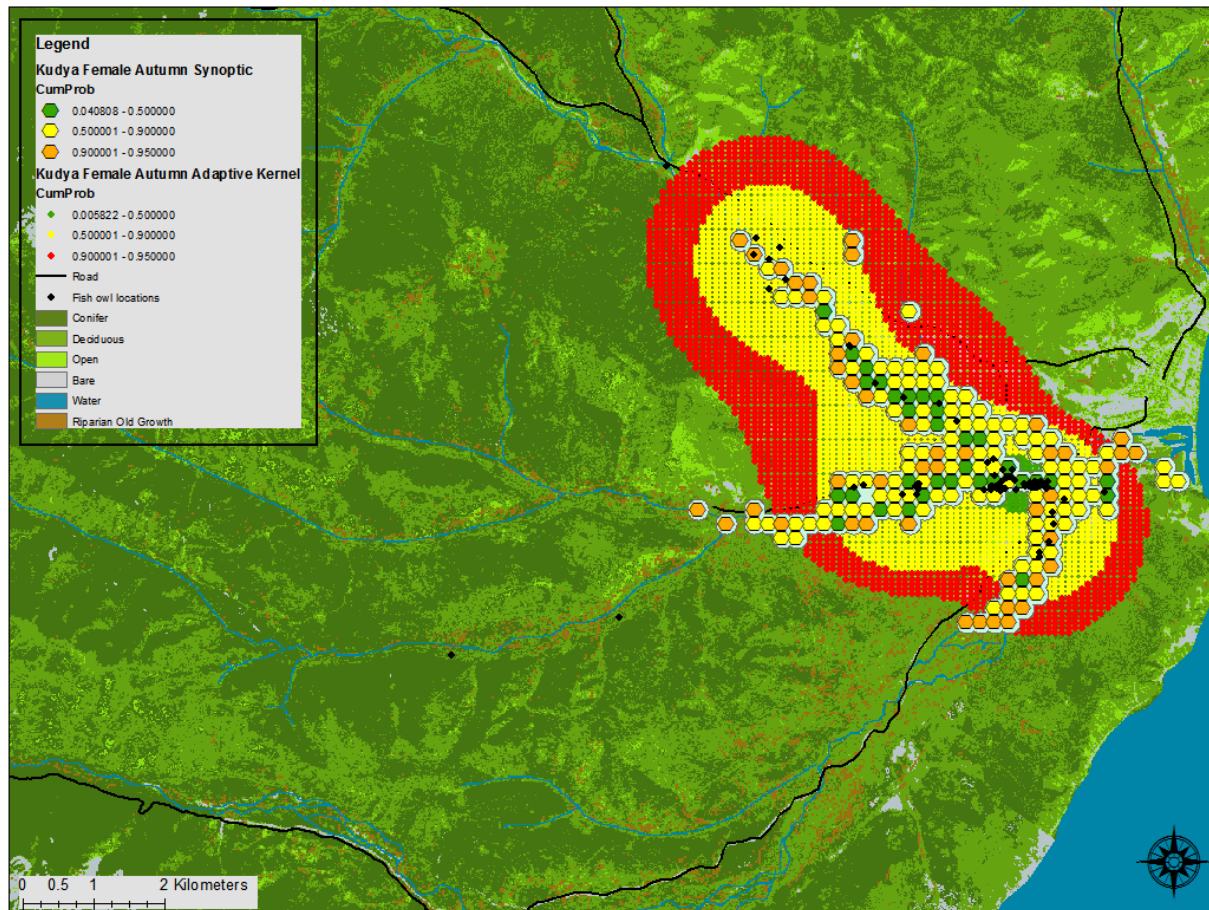 Legend
Kudya Female Autumn Synoptic
CumProb
0.040808 - 0.500000
0.500001 - 0.900000
0.900001 - 0.950000
Kudya Female Autumn Adaptive Kernel
CumProb
0.005822 - 0.500000
0.500001 - 0.900000
0.900001 - 0.950000
Road
Fish owl locations
Conifer
Deciduous
Open
Bare
Water
Riparian Old Growth
0 0.5 1 2 Kilometers